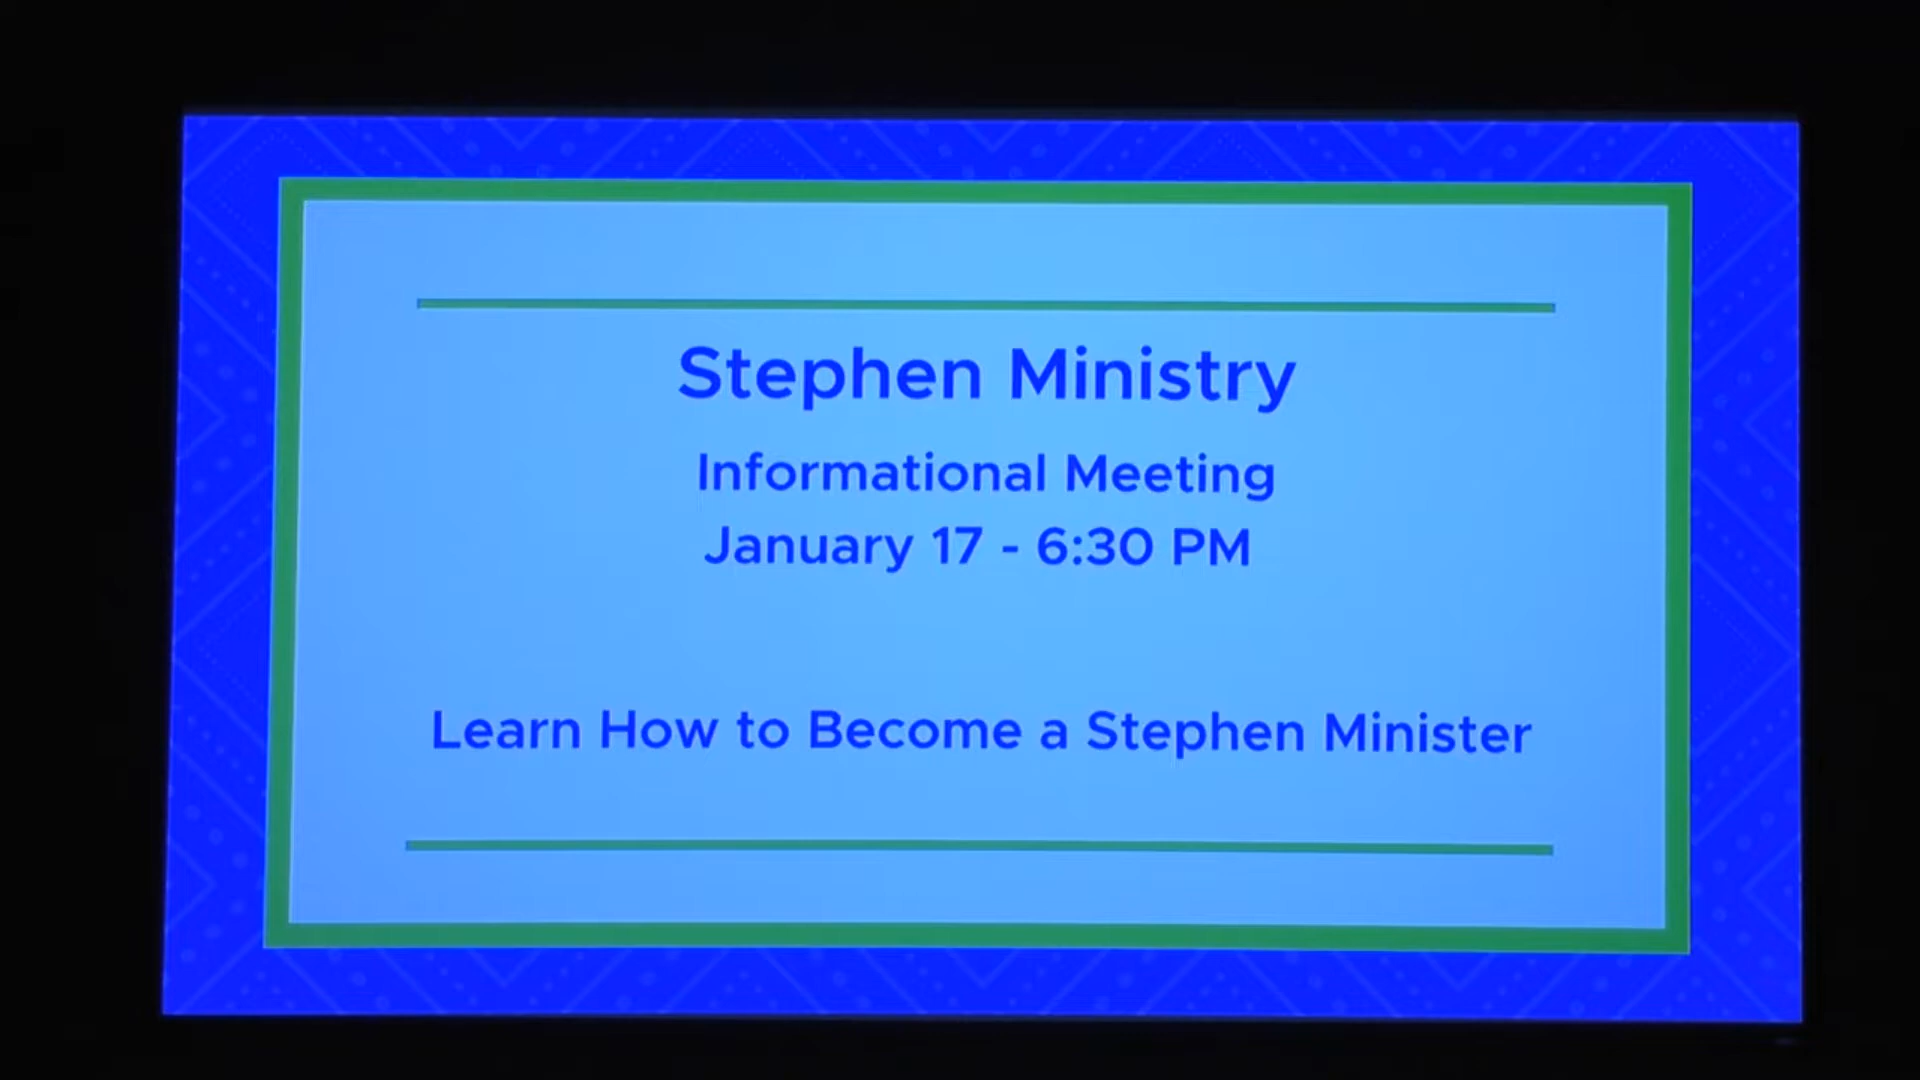 Stephen Ministry
Informational Meeting
January 17 - 6:30 PM
Learn How to Become a Stephen Minister